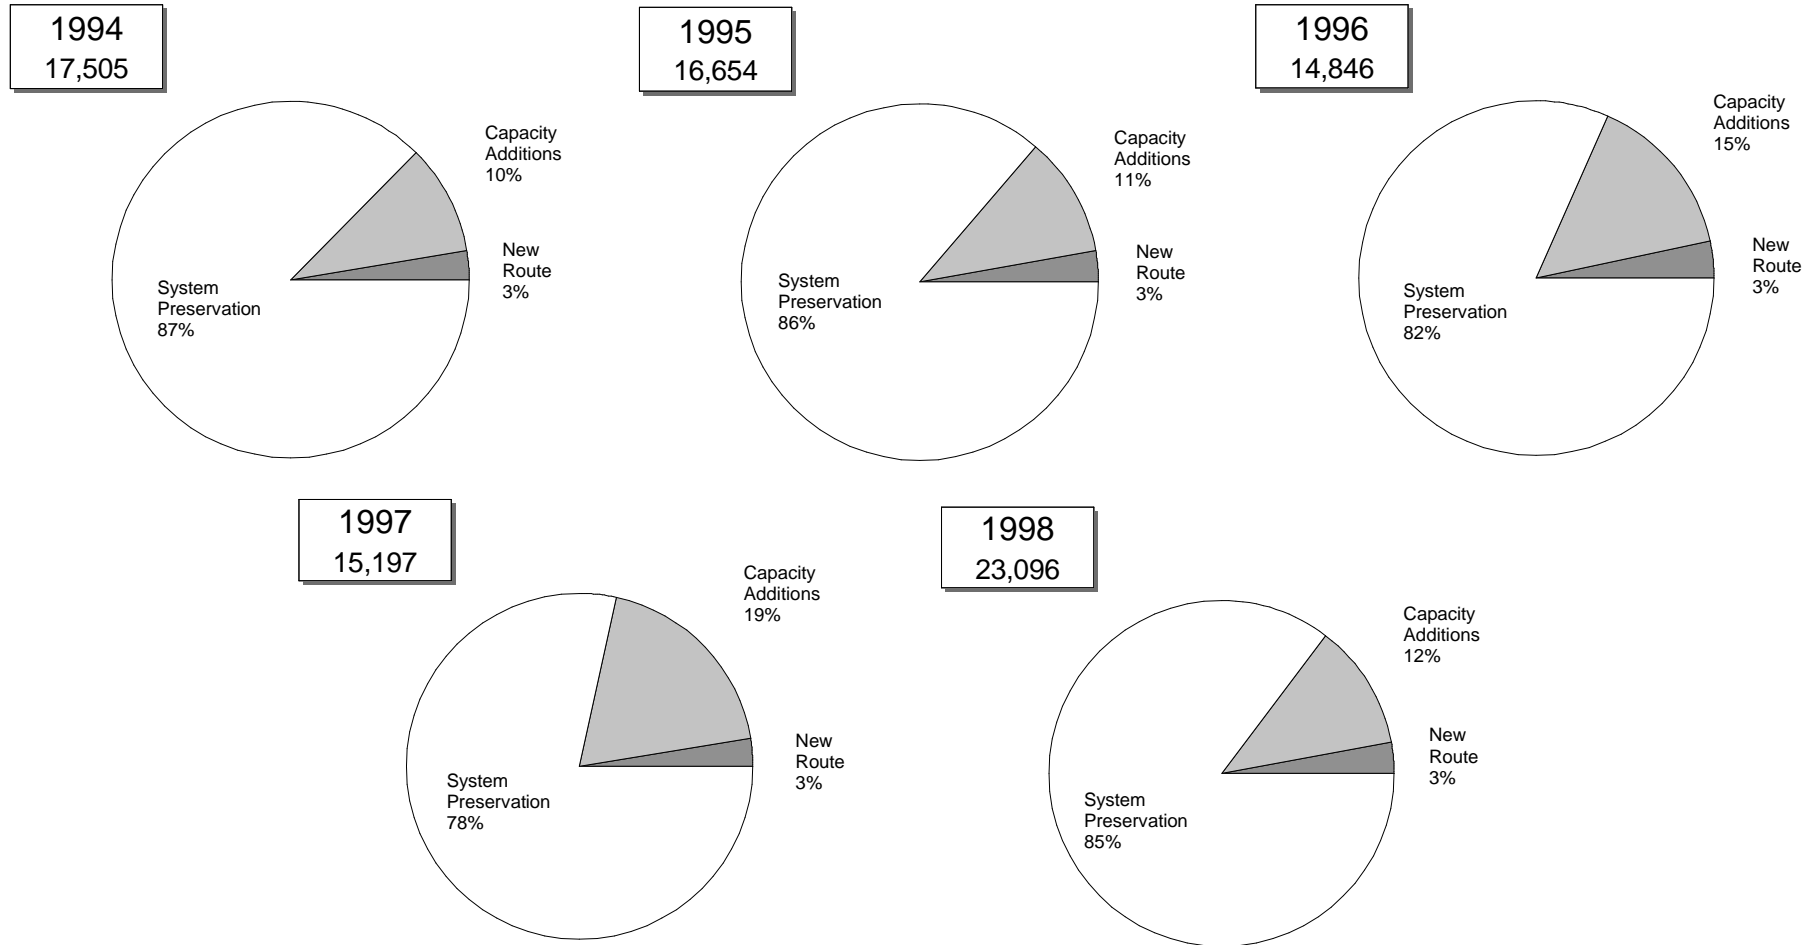 1994
17,505
Capacity
Additions
10%
New
Route
3%
System
Preservation
87%
1995
16,654
Capacity
Additions
11%
New
Route
3%
System
Preservation
86%
1996
14,846
Capacity
Additions
15%
New
Route
3%
System
Preservation
82%
1997
15,197
Capacity
Additions
19%
New
Route
3%
System
Preservation
78%
1998
23,096
Capacity
Additions
12%
New
Route
3%
System
Preservation
85%